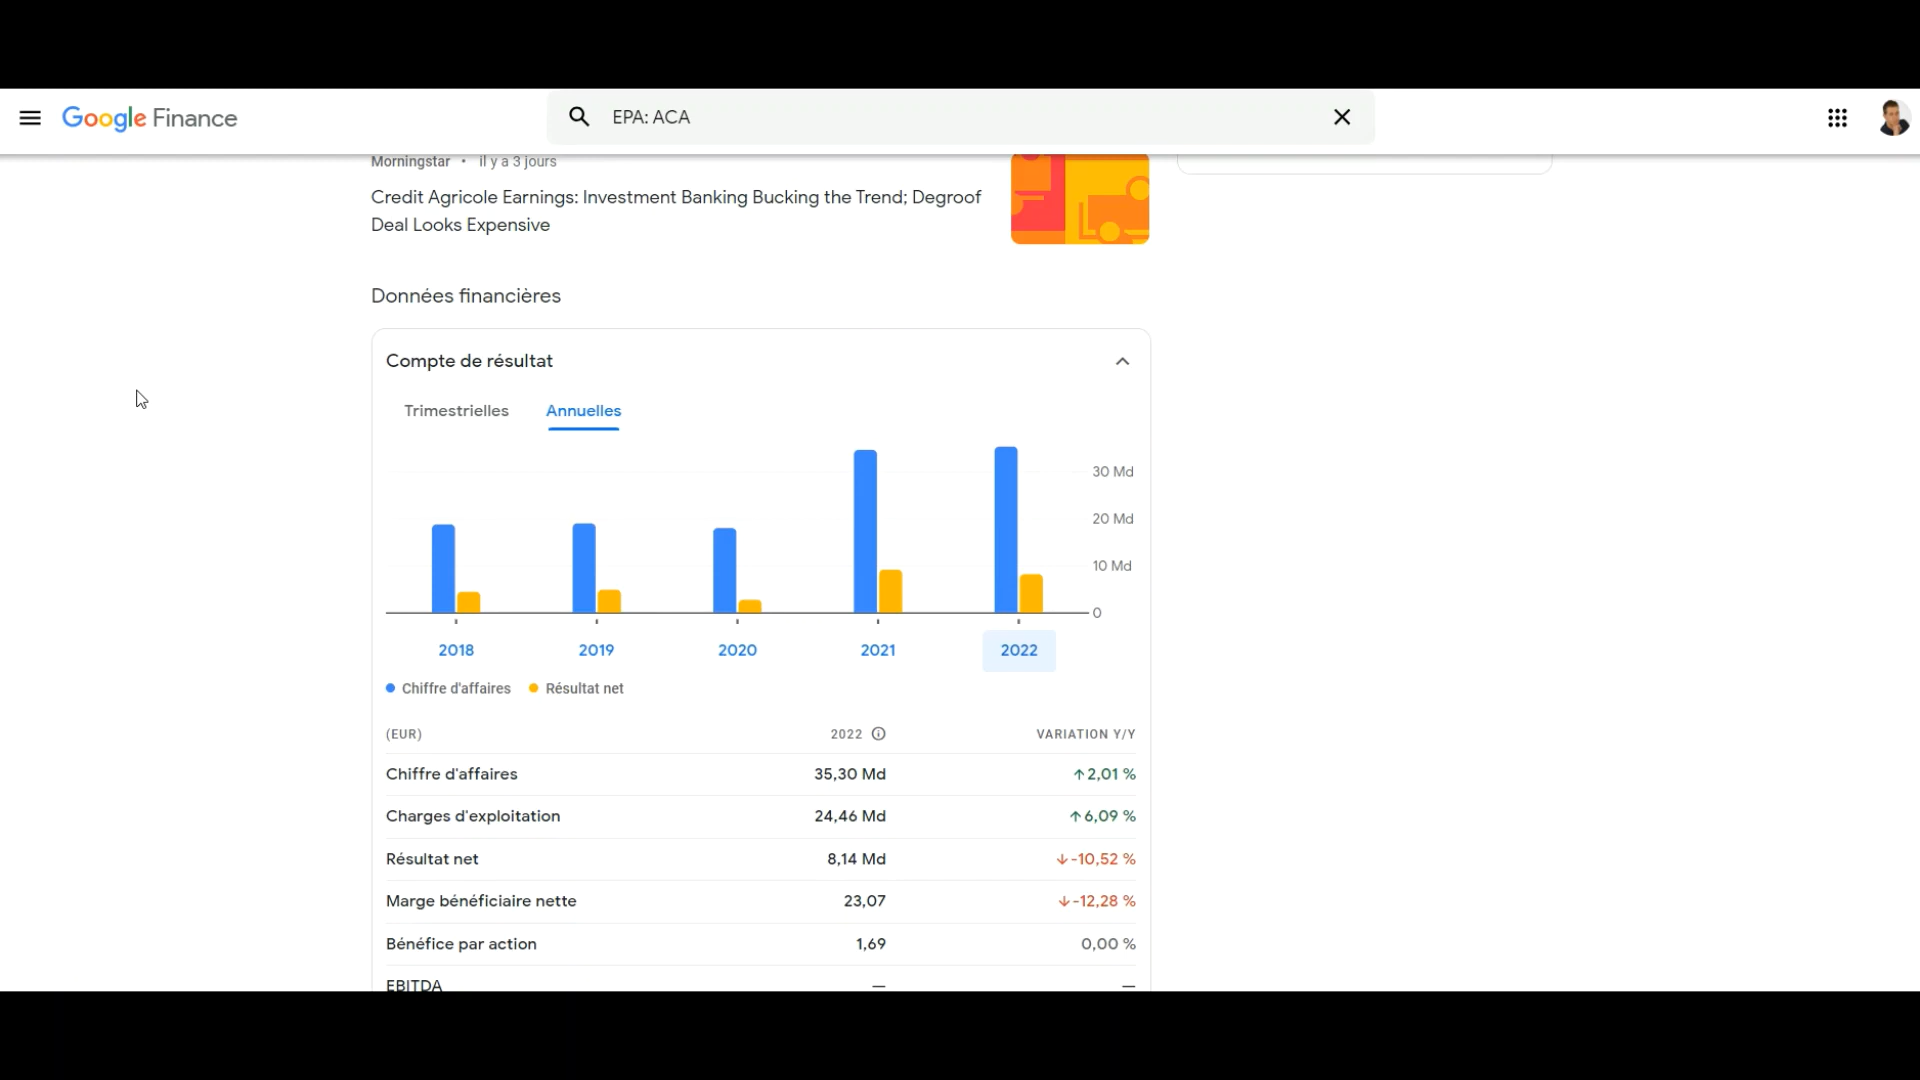 Google Finance
EPA: ACA
Morningstar • il y a 3 jours
Credit Agricole Earnings: Investment Banking Bucking the Trend; Degroof
Deal Looks Expensive
Données financières
Compte de résultat
Trimestrielles Annuelles
30 Md
20 Md
10 Md
0
2018 2019 2020 2021 2022
Chiffre d'affaires Résultat net
(EUR) 2022 VARIATION Y/Y
Chiffre d'affaires 35,30 Md ↑2,01 %
Charges d'exploitation 24,46 Md ↑6,09 %
Résultat net 8,14 Md ↓-10,52 %
Marge bénéficiaire nette 23,07 ↓-12,28 %
Bénéfice par action 1,69 0,00 %
EBITDA — —